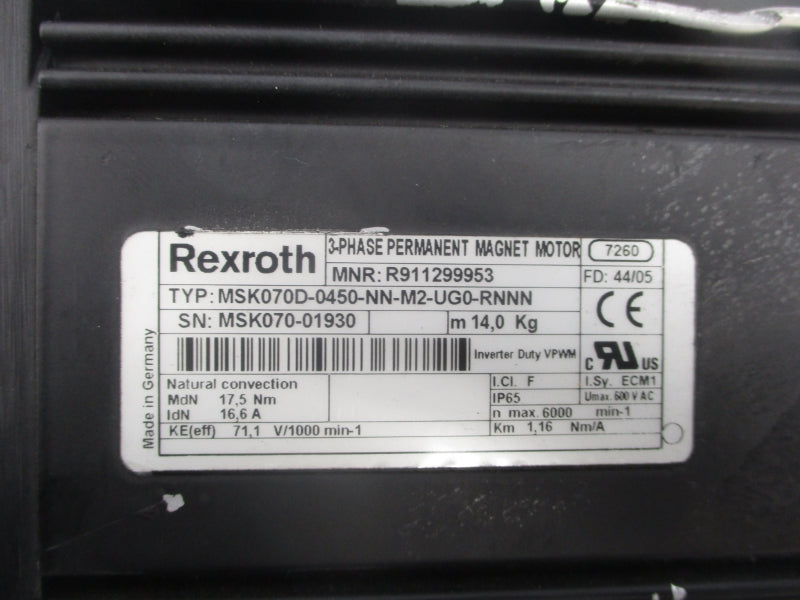 Rexroth
3-PHASE PERMANENT MAGNET MOTOR
7260
MNR: R911299953
FD: 44/05
TYP: MSK070D-0450-NN-M2-UG0-RNNN
SN: MSK070-01930
m 14,0 Kg
CE
Inverter Duty VPWM
c RU US
Made in Germany
Natural convection
I.Cl. F
I.Sy. ECM1
MdN 17,5 Nm
IP65
Umax. 600 V AC
IdN 16,6 A
n max. 6000 min-1
KE(eff) 71,1 V/1000 min-1
Km 1,16 Nm/A